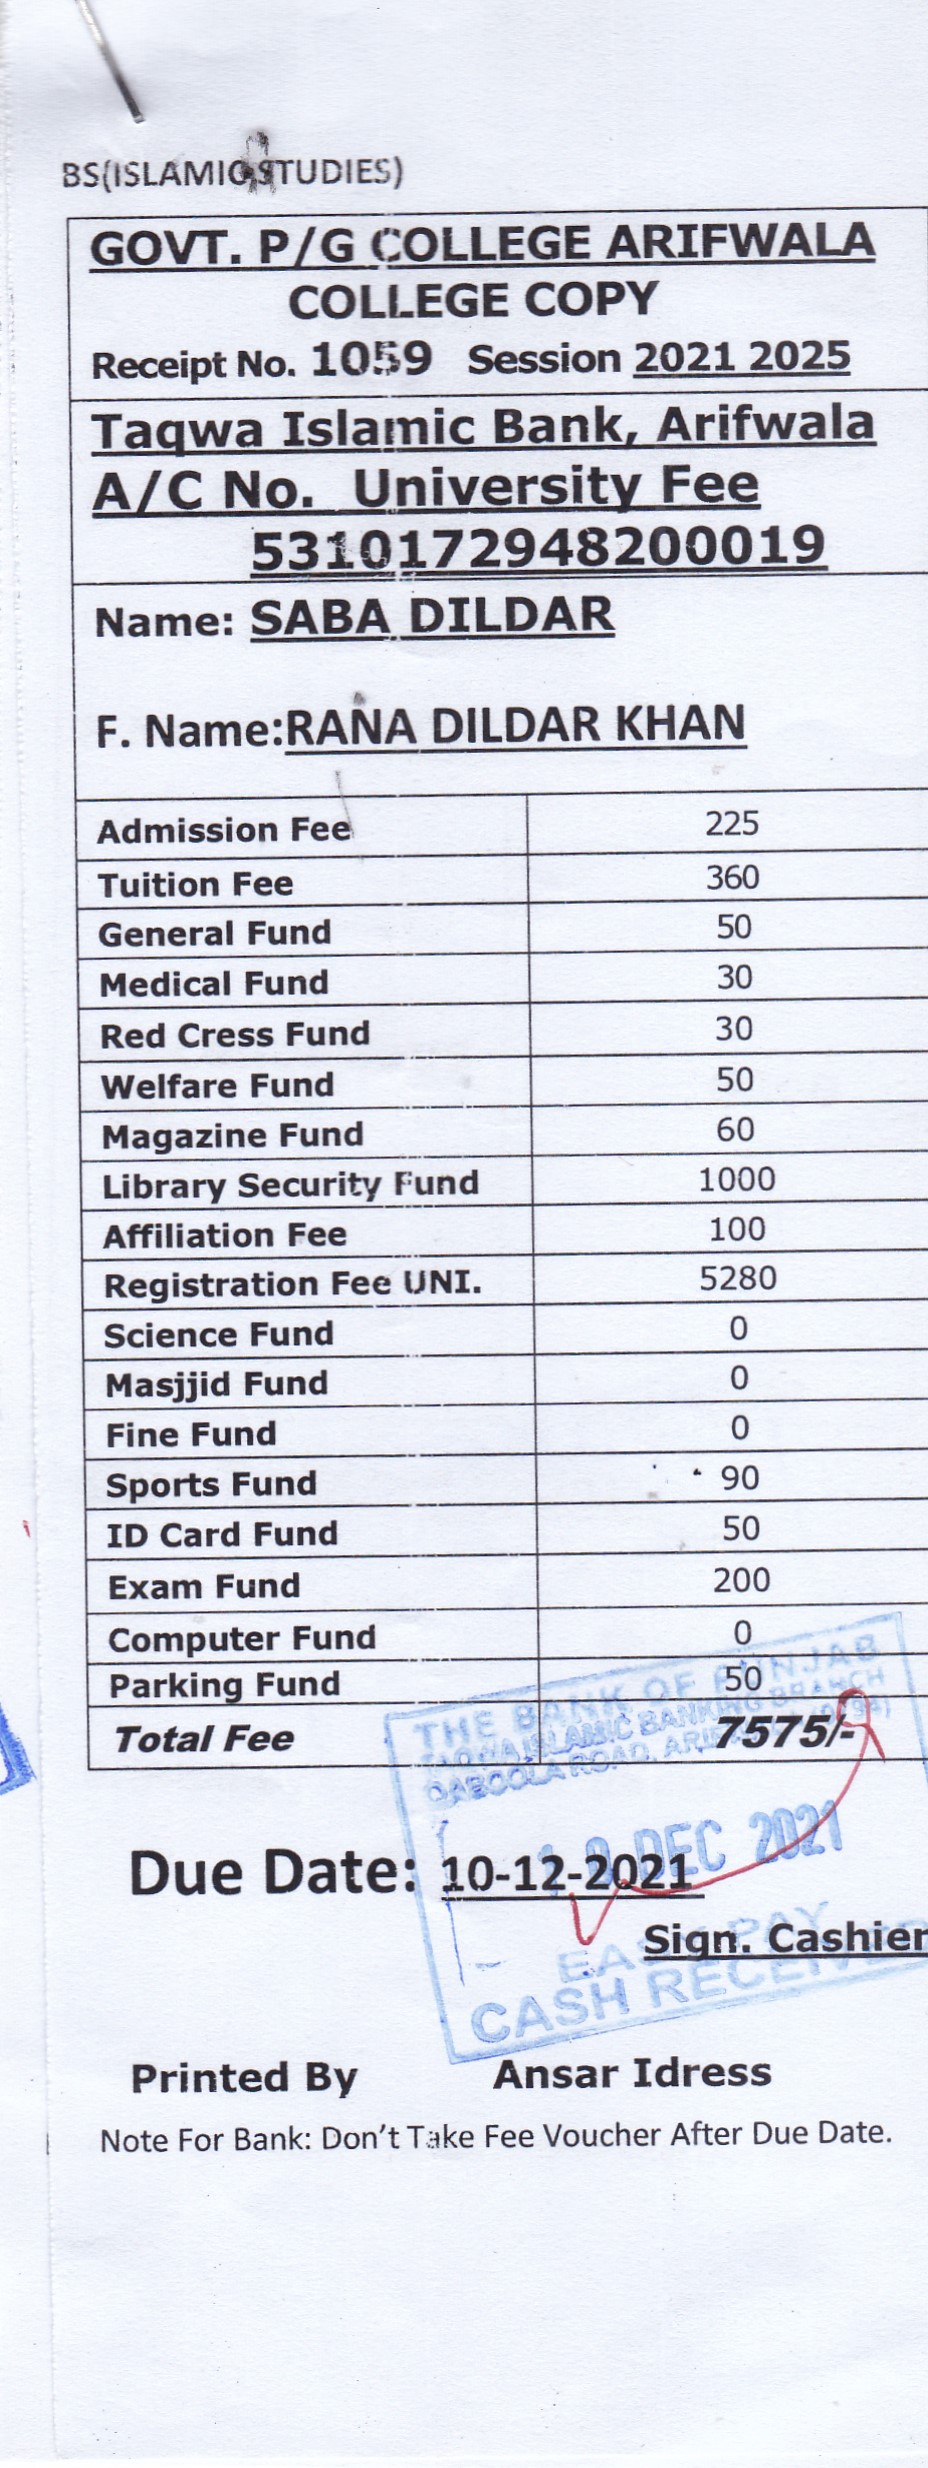 BS(ISLAMIC STUDIES)
GOVT. P/G COLLEGE ARIFWALA
COLLEGE COPY
Receipt No. 1059 Session 2021 2025
Taqwa Islamic Bank, Arifwala
A/C No. University Fee
5310172948200019
Name: SABA DILDAR
F. Name:RANA DILDAR KHAN
Admission Fee 225
Tuition Fee 360
General Fund 50
Medical Fund 30
Red Cress Fund 30
Welfare Fund 50
Magazine Fund 60
Library Security Fund 1000
Affiliation Fee 100
Registration Fee UNI. 5280
Science Fund 0
Masjjid Fund 0
Fine Fund 0
Sports Fund 90
ID Card Fund 50
Exam Fund 200
Computer Fund 0
Parking Fund 50
Total Fee 7575/-
THE BANK OF PUNJAB
TAQWA ISLAMIC BANKING BRANCH
QABOOLA ROAD,
DEC 2021
Due Date: 10-12-2021
Sign. Cashier
EASY PAY
CASH RECEIVED
Printed By Ansar Idress
Note For Bank: Don't Take Fee Voucher After Due Date.